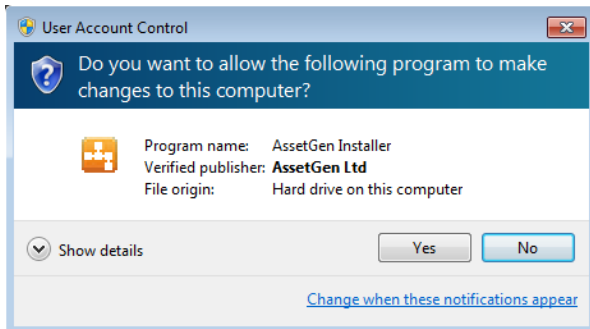 User Account Control
Do you want to allow the following program to make
changes to this computer?
Program name: AssetGen Installer
Verified publisher: AssetGen Ltd
File origin: Hard drive on this computer
Show details
Yes
No
Change when these notifications appear